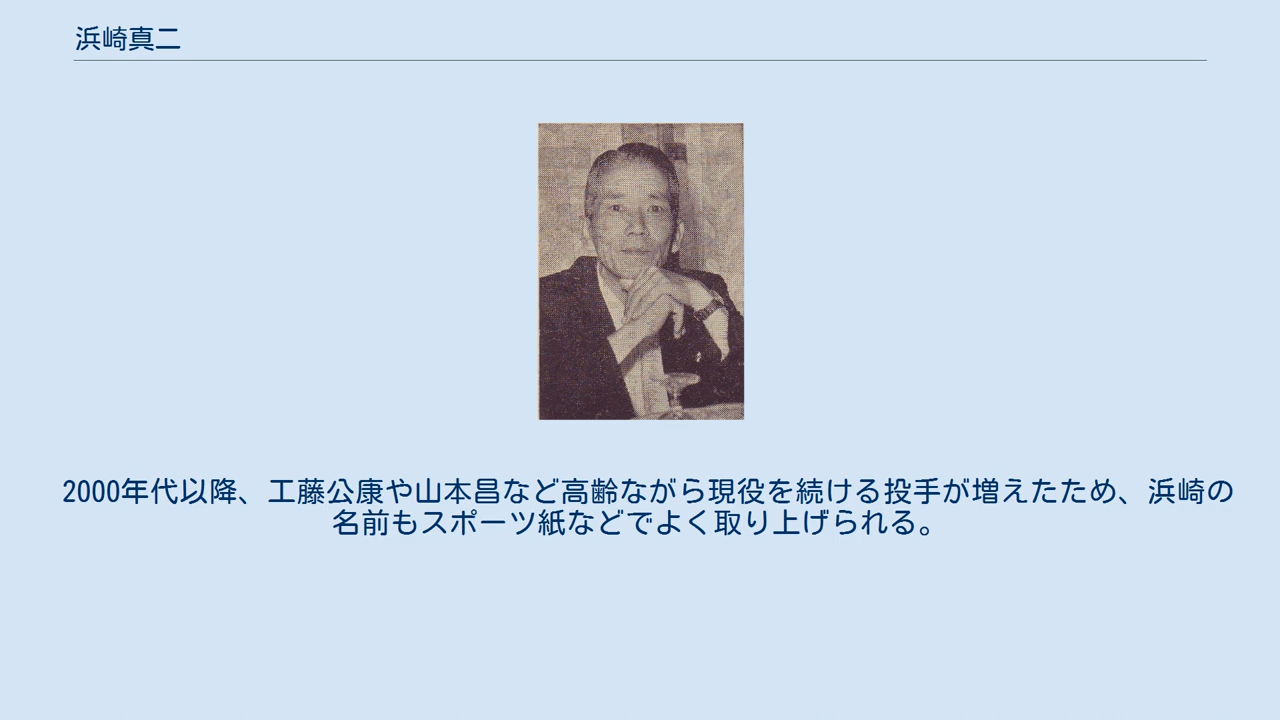 浜崎真二
2000年代以降、工藤公康や山本昌など高齢ながら現役を続ける投手が増えたため、浜崎の
名前もスポーツ紙などでよく取り上げられる。